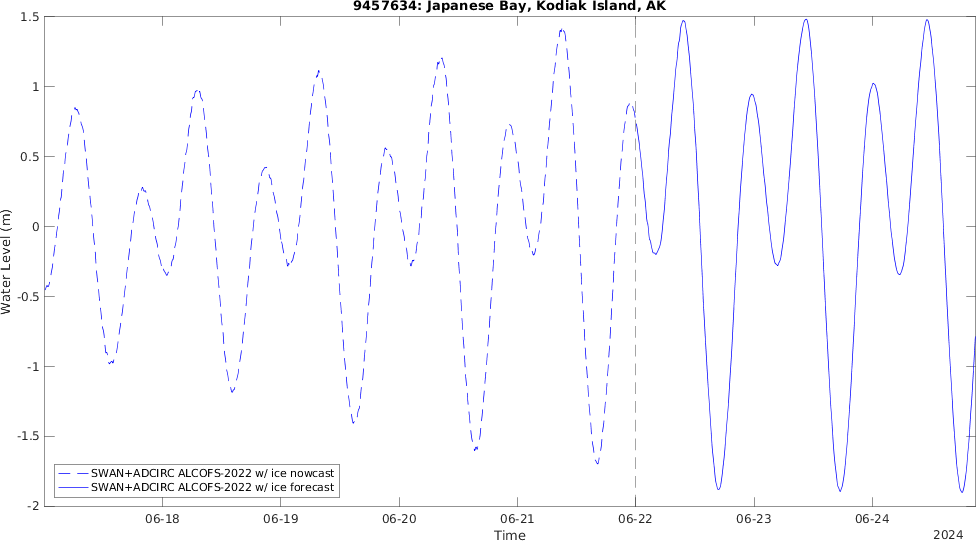 9457634: Japanese Bay, Kodiak Island, AK
1.5
1
0.5
0
-0.5
-1
-1.5
-2
Water Level (m)
SWAN+ADCIRC ALCOFS-2022 w/ ice nowcast
SWAN+ADCIRC ALCOFS-2022 w/ ice forecast
06-18 06-19 06-20 06-21 06-22 06-23 06-24
Time
2024